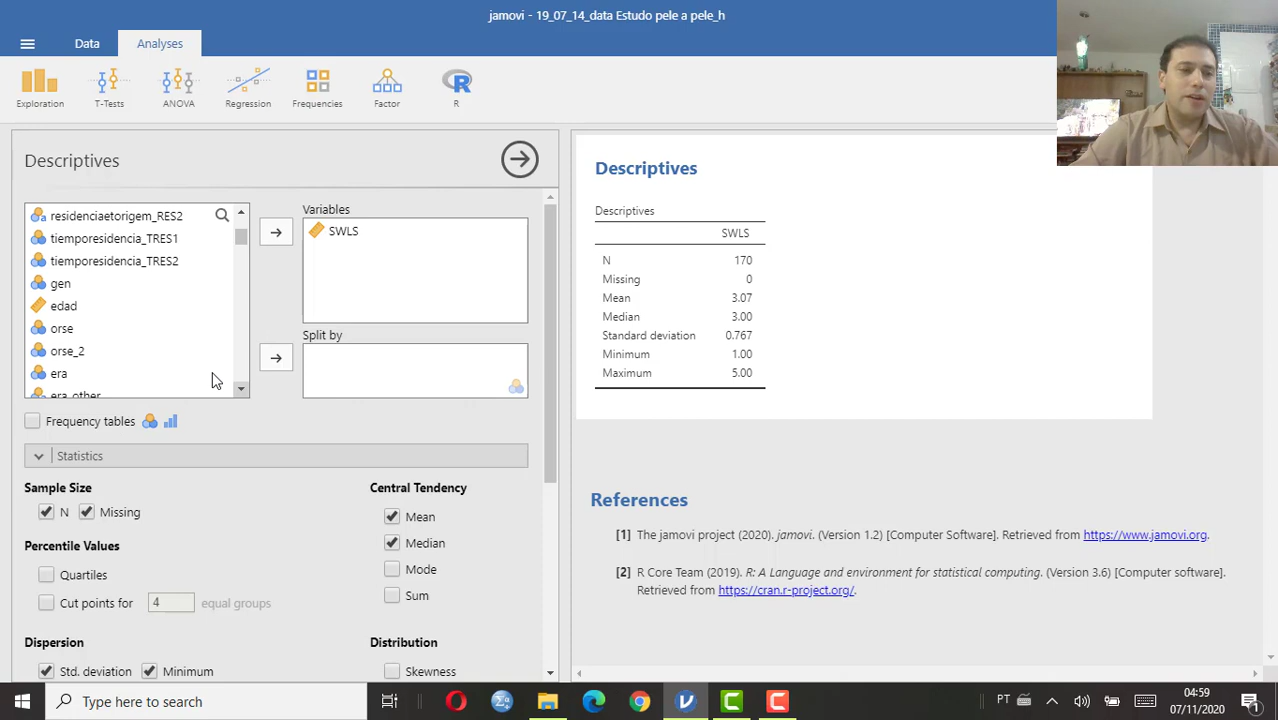 jamovi - 19_07_14_data Estudo pele a pele_h
Data
Analyses
Exploration
T-Tests
ANOVA
Regression
Frequencies
Factor
R
R
Descriptives
residenciaetorigem_RES2
tiemporesidencia_TRES1
tiemporesidencia_TRES2
gen
edad
orse
orse_2
era
era_other
Variables
SWLS
Split by
Frequency tables
Statistics
Sample Size
N
Missing
Percentile Values
Quartiles
Cut points for 4 equal groups
Dispersion
Std. deviation
Minimum
Central Tendency
Mean
Median
Mode
Sum
Distribution
Skewness
Descriptives
Descriptives
SWLS
N 170
Missing 0
Mean 3.07
Median 3.00
Standard deviation 0.767
Minimum 1.00
Maximum 5.00
References
[1] The jamovi project (2020). jamovi. (Version 1.2) [Computer Software]. Retrieved from https://www.jamovi.org.
[2] R Core Team (2019). R: A Language and environment for statistical computing. (Version 3.6) [Computer software].
Retrieved from https://cran.r-project.org/.
Type here to search
PT
04:59
07/11/2020
1